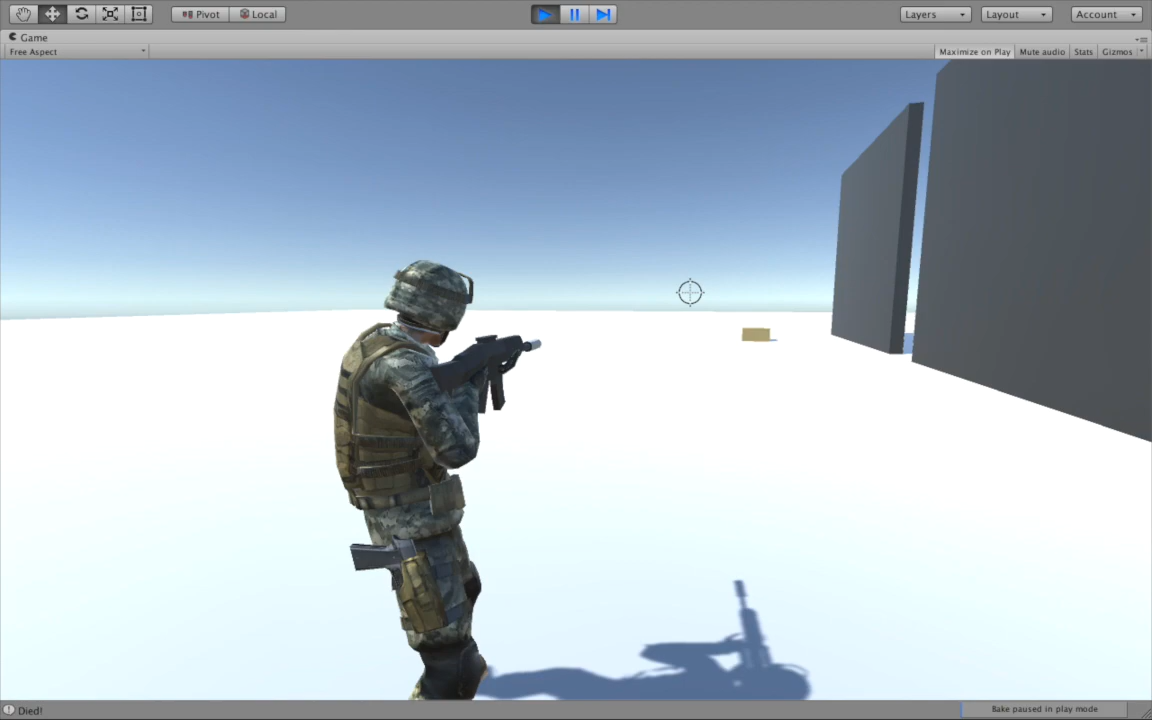 Pivot Local Layers Layout Account
Game
Free Aspect Maximize on Play Mute audio Stats Gizmos
Died! Bake paused in play mode